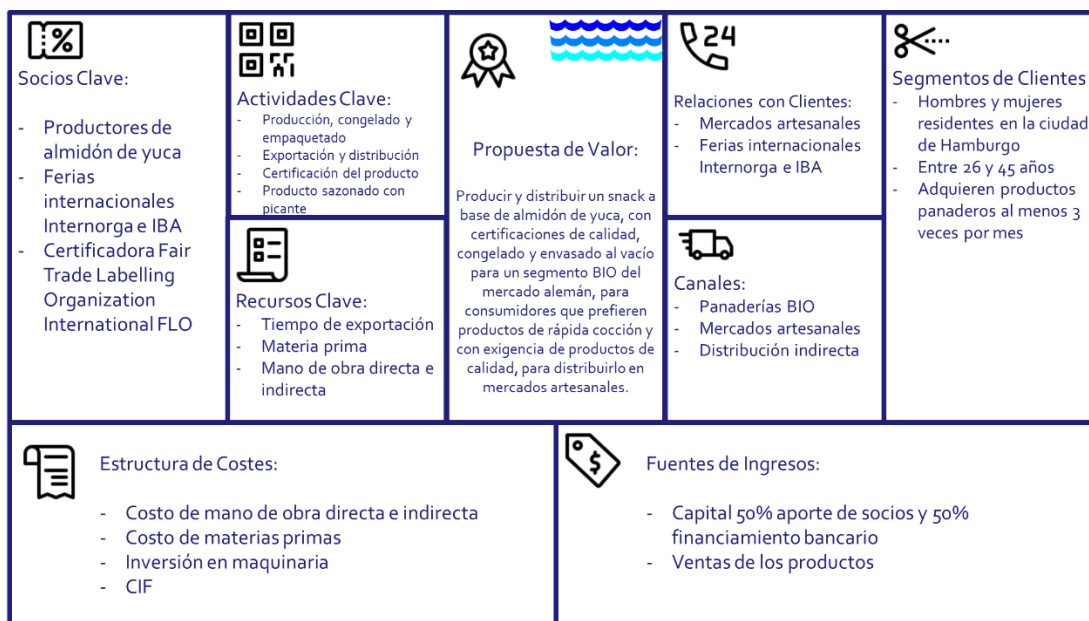 %
Socios Clave:
- Productores de
almidón de yuca
- Ferias
internacionales
Internorga e IBA
- Certificadora Fair
Trade Labelling
Organization
International FLO
Actividades Clave:
- Producción, congelado y
empaquetado
- Exportación y distribución
- Certificación del producto
- Producto sazonado con
picante
Recursos Clave:
- Tiempo de exportación
- Materia prima
- Mano de obra directa e
indirecta
Propuesta de Valor:
Producir y distribuir un snack a
base de almidón de yuca, con
certificaciones de calidad,
congelado y envasado al vacío
para un segmento BIO del
mercado alemán, para
consumidores que prefieren
productos de rápida cocción y
con exigencia de productos de
calidad, para distribuirlo en
mercados artesanales.
24
Relaciones con Clientes:
- Mercados artesanales
- Ferias internacionales
Internorga e IBA
Canales:
- Panaderías BIO
- Mercados artesanales
- Distribución indirecta
Segmentos de Clientes
- Hombres y mujeres
residentes en la ciudad
de Hamburgo
- Entre 26 y 45 años
- Adquieren productos
panaderos al menos 3
veces por mes
Estructura de Costes:
- Costo de mano de obra directa e indirecta
- Costo de materias primas
- Inversión en maquinaria
- CIF
$
Fuentes de Ingresos:
- Capital 50% aporte de socios y 50%
financiamiento bancario
- Ventas de los productos